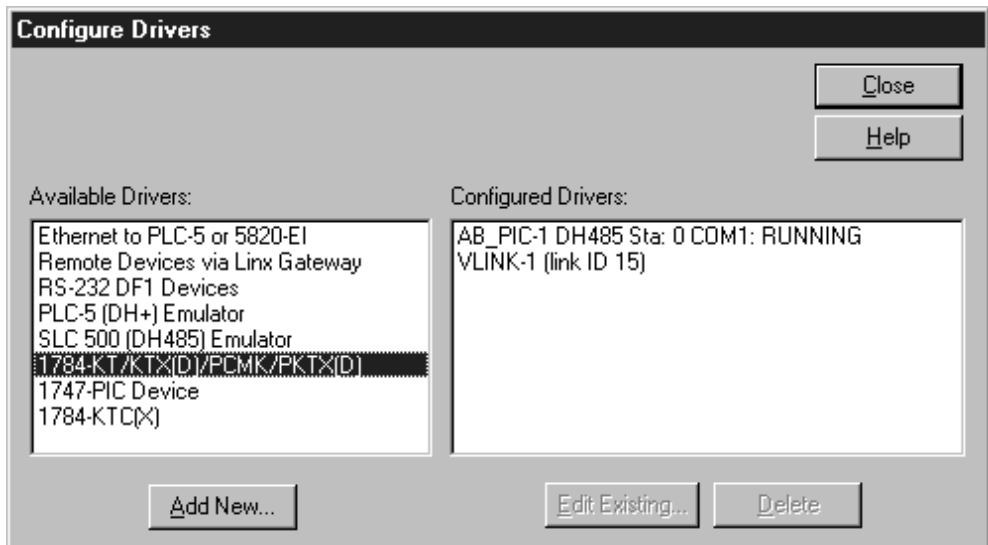 Configure Drivers
Close
Help
Available Drivers:
Ethernet to PLC-5 or 5820-EI
Remote Devices via Linx Gateway
RS-232 DF1 Devices
PLC-5 (DH+) Emulator
SLC 500 (DH485) Emulator
1784-KT/KTX(D)/PCMK/PKTX(D)
1747-PIC Device
1784-KTC(X)
Configured Drivers:
AB_PIC-1 DH485 Sta: 0 COM1: RUNNING
VLINK-1 (link ID 15)
Add New...
Edit Existing...
Delete